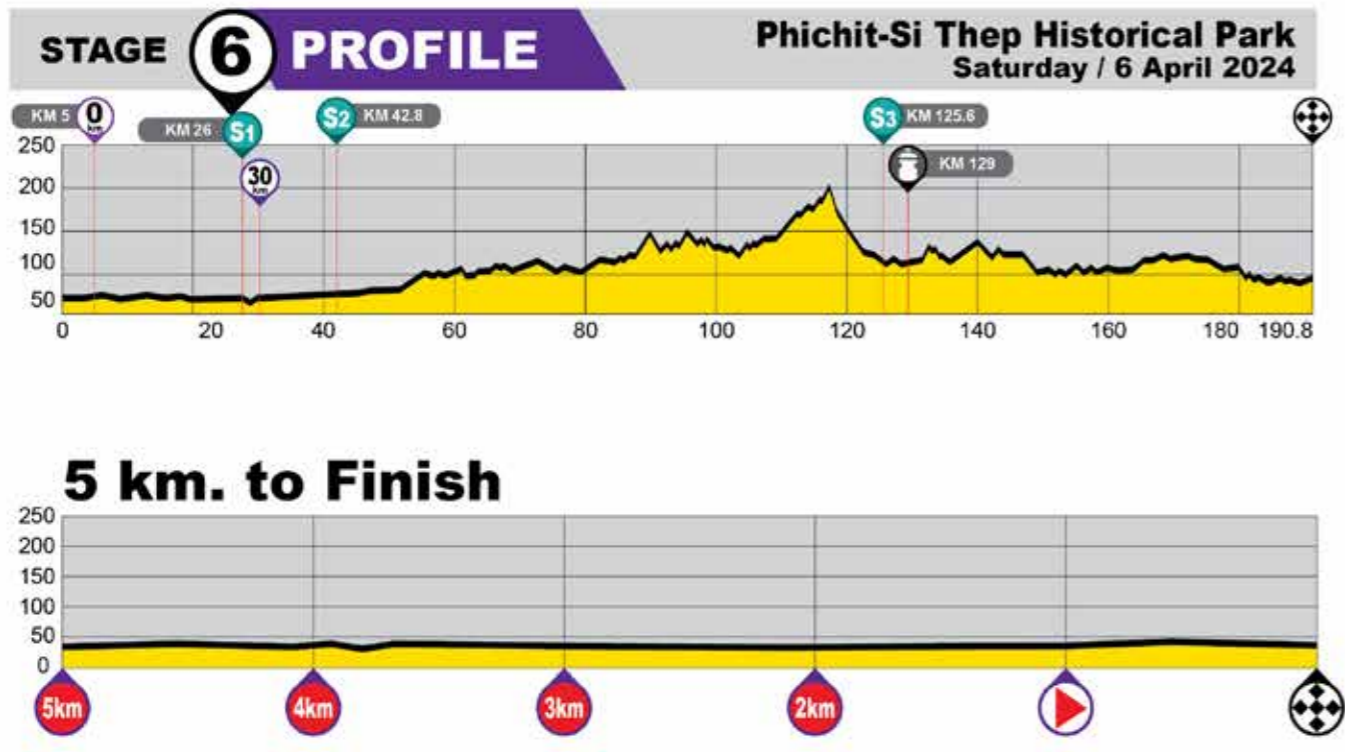 STAGE 6 PROFILE
Phichit-Si Thep Historical Park
Saturday / 6 April 2024
KM 5 0 km
KM 26 S1
30 km
S2 KM 42.8
S3 KM 125.6
KM 129
250
200
150
100
50
0 20 40 60 80 100 120 140 160 180 190.8
5 km. to Finish
250
200
150
100
50
0
5km 4km 3km 2km